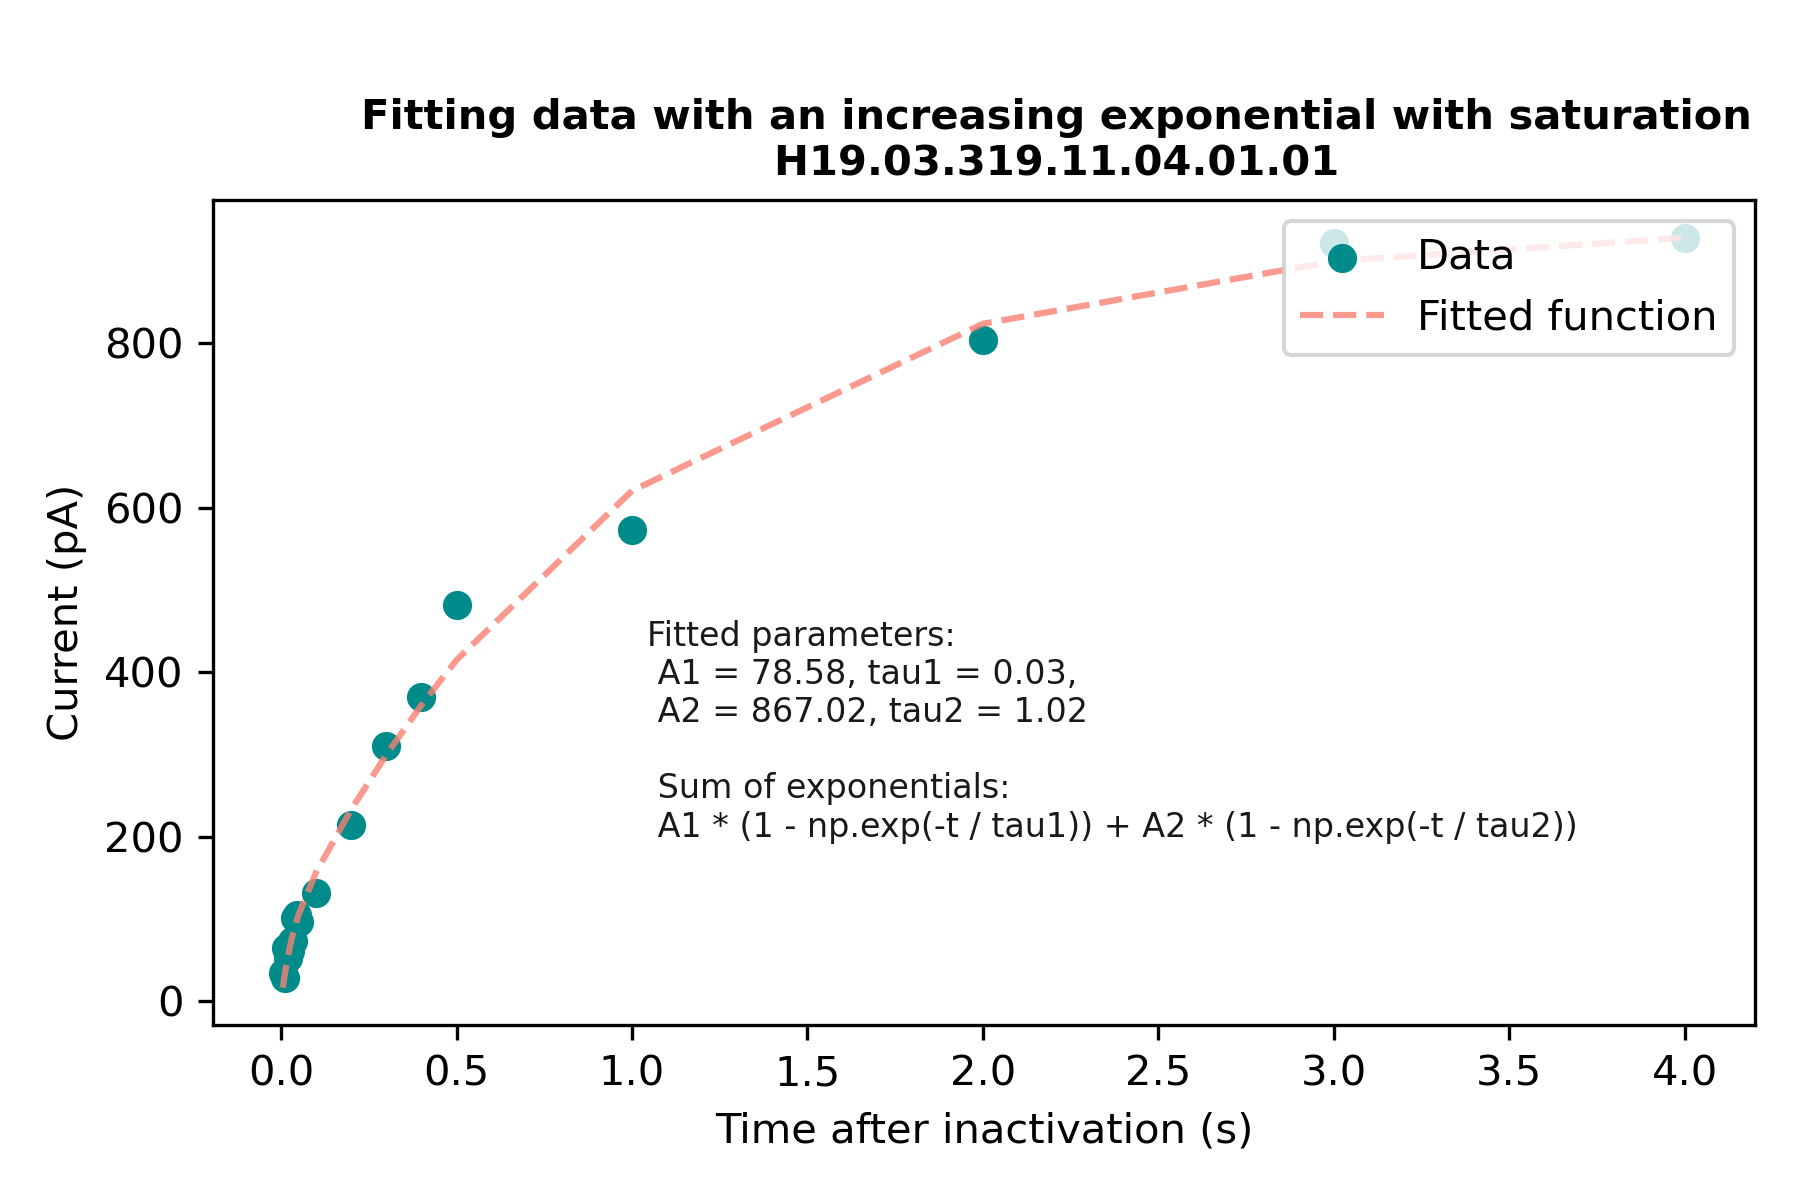 Fitting data with an increasing exponential with saturation
H19.03.319.11.04.01.01
Data
Fitted function
800
600
400
200
0
Current (pA)
Fitted parameters:
A1 = 78.58, tau1 = 0.03,
A2 = 867.02, tau2 = 1.02
Sum of exponentials:
A1 * (1 - np.exp(-t / tau1)) + A2 * (1 - np.exp(-t / tau2))
0.0 0.5 1.0 1.5 2.0 2.5 3.0 3.5 4.0
Time after inactivation (s)